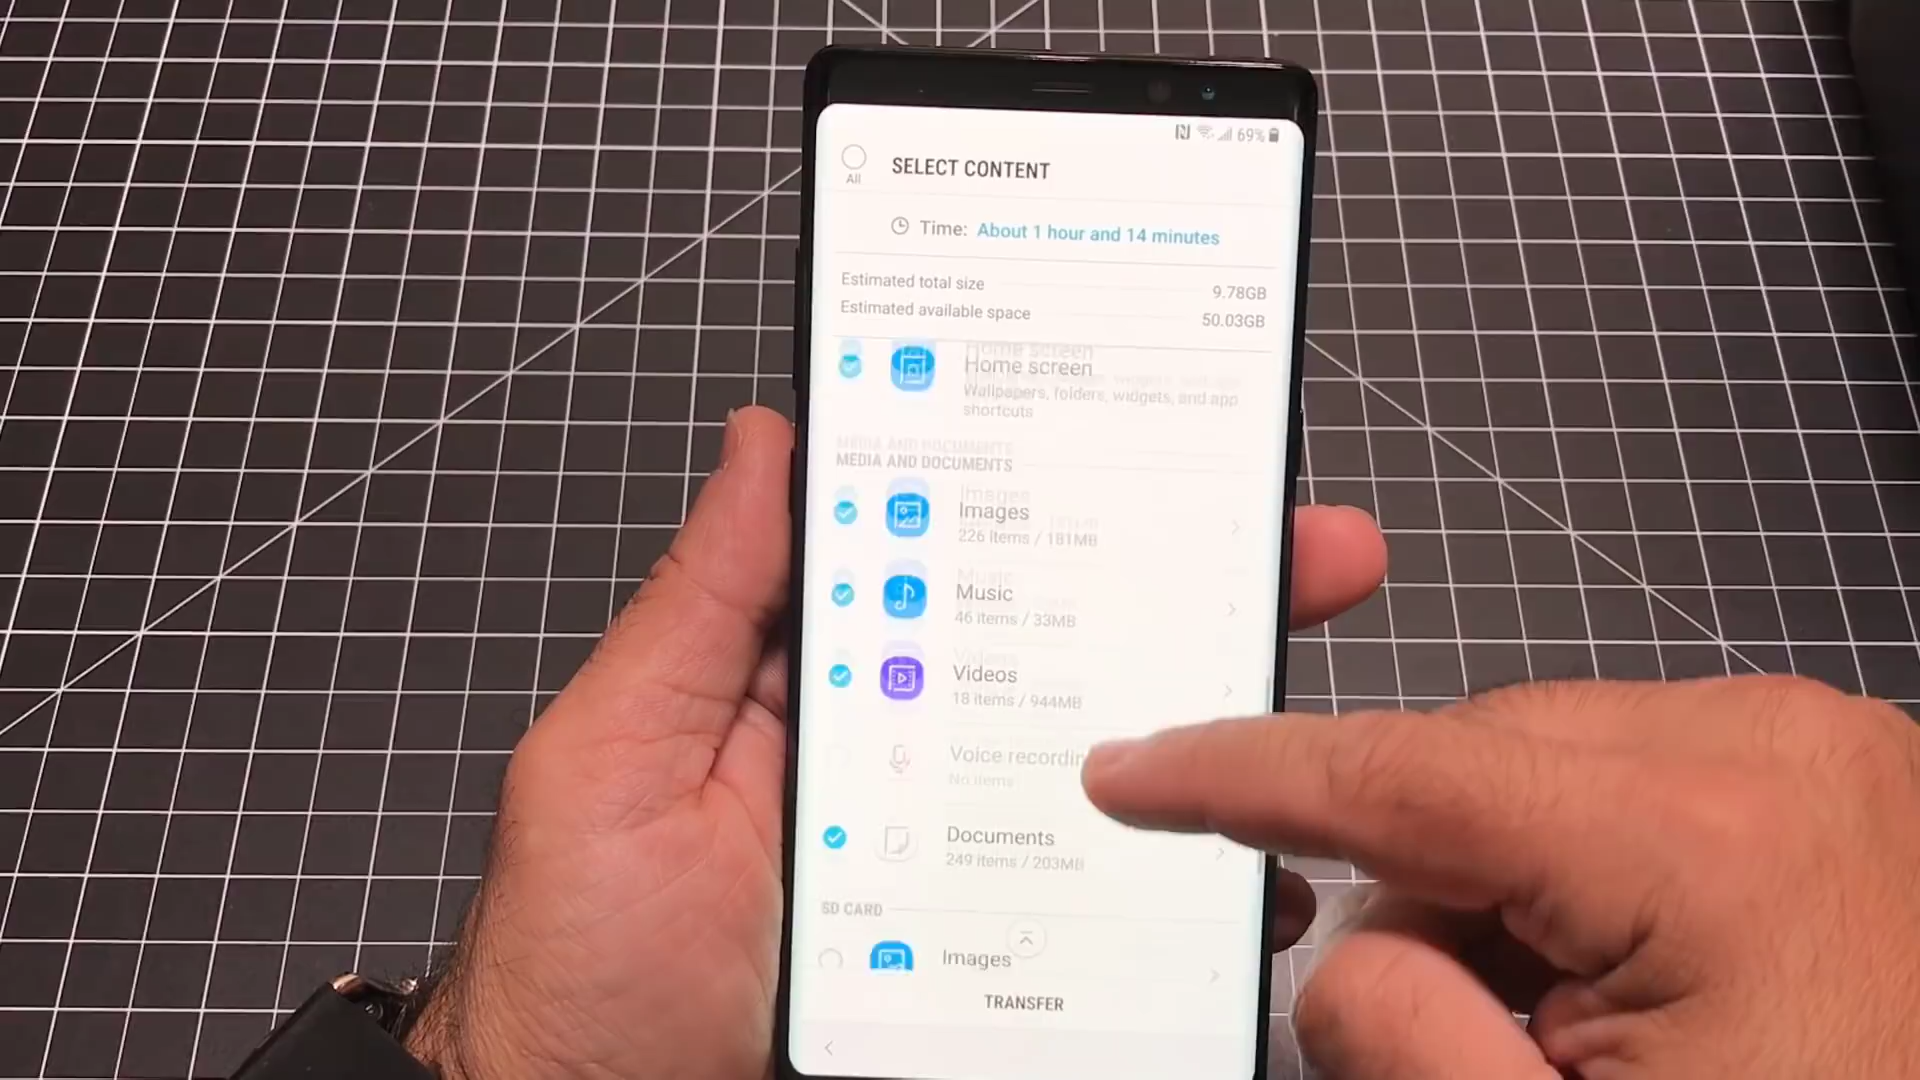 69%
All
SELECT CONTENT
Time: About 1 hour and 14 minutes
Estimated total size 9.78GB
Estimated available space 50.03GB
Home screen
Wallpapers, folders, widgets, and app
shortcuts
MEDIA AND DOCUMENTS
Images
226 items / 181MB
Music
46 items / 33MB
Videos
18 items / 944MB
Voice recordin
No items
Documents
249 items / 203MB
SD CARD
Images
TRANSFER